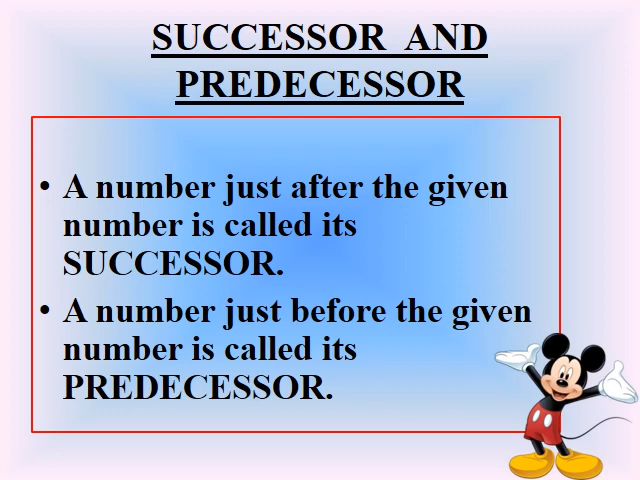 SUCCESSOR AND
PREDECESSOR
• A number just after the given
number is called its
SUCCESSOR.
• A number just before the given
number is called its
PREDECESSOR.